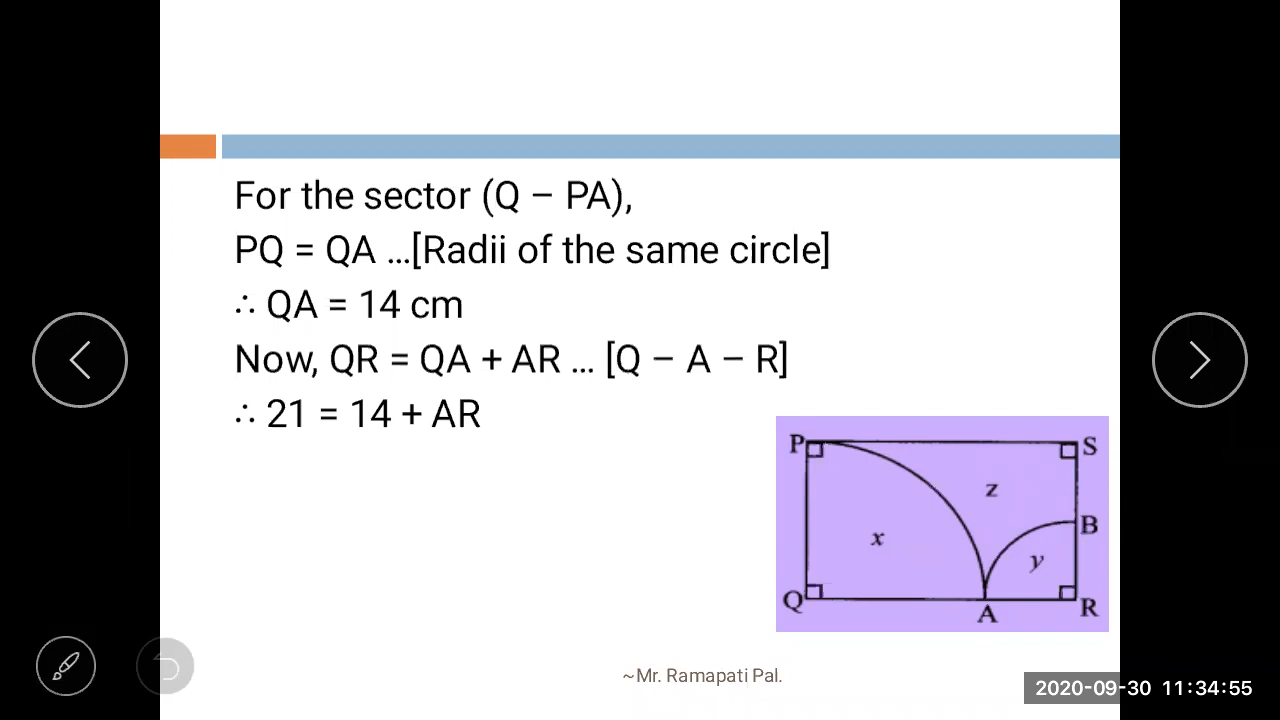 For the sector (Q – PA),
PQ = QA ...[Radii of the same circle]
∴ QA = 14 cm
Now, QR = QA + AR ... [Q – A – R]
∴ 21 = 14 + AR
P S
z
B
x
y
Q A R
~Mr. Ramapati Pal.
2020-09-30 11:34:55